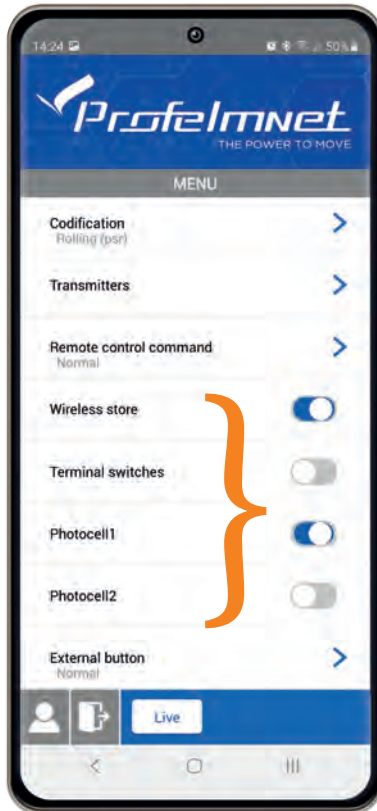 14:24
50%
Profelmnet
THE POWER TO MOVE
MENU
Codification
Rolling (psr)
Transmitters
Remote control command
Normal
Wireless store
Terminal switches
Photocell1
Photocell2
External button
Normal
Live